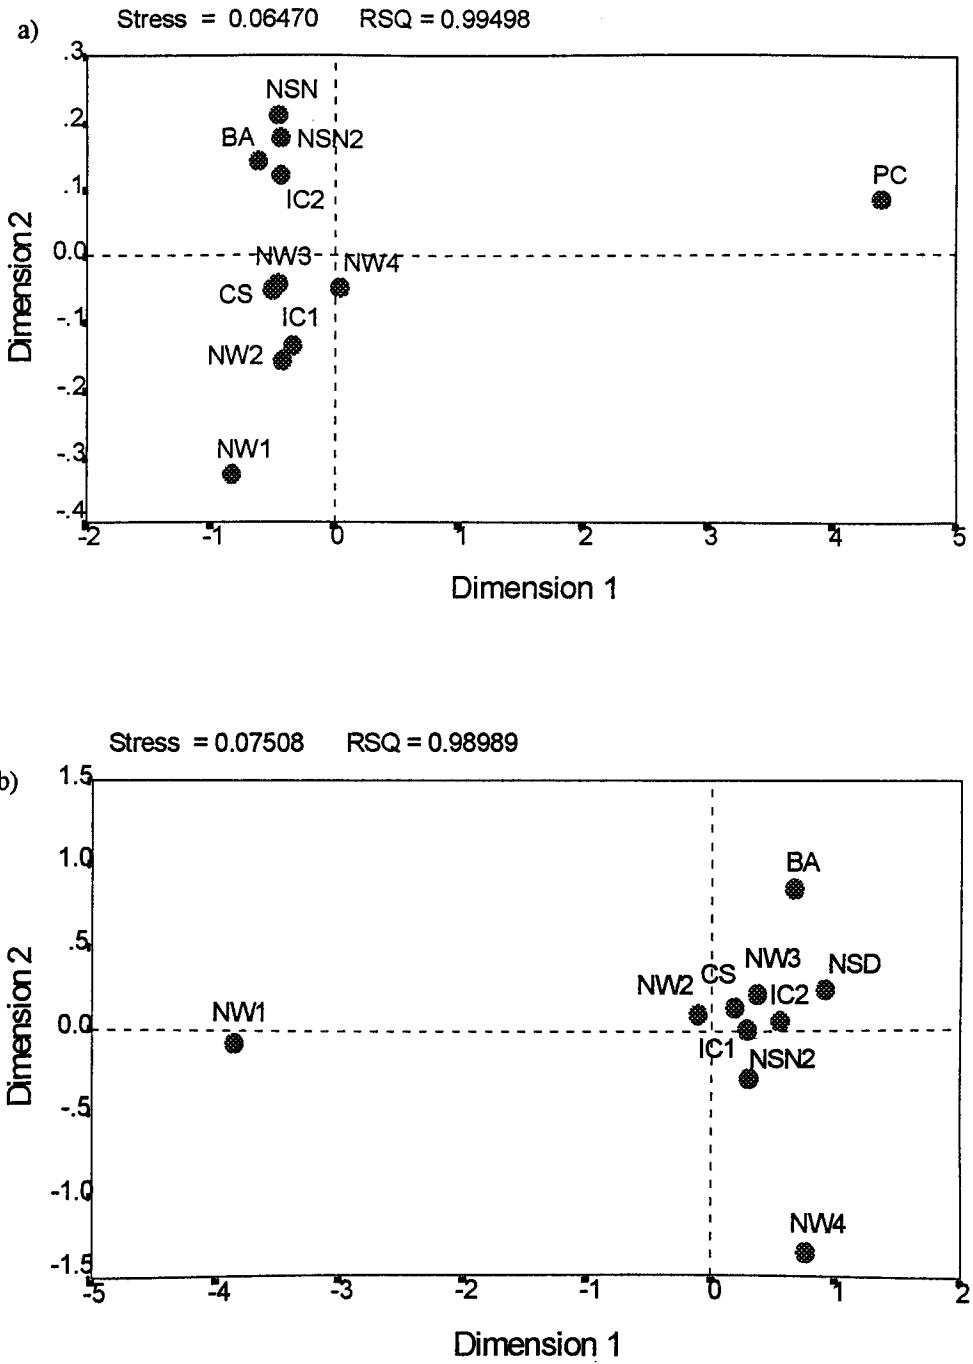 a)
Stress = 0.06470 RSQ = 0.99498
.3
.2
.1
0.0
-.1
-.2
-.3
-.4
Dimension 2
NSN
BA
NSN2
IC2
PC
NW3
NW4
CS
IC1
NW2
NW1
-2 -1 0 1 2 3 4 5
Dimension 1
Stress = 0.07508 RSQ = 0.98989
b)
1.5
1.0
.5
0.0
-.5
-1.0
-1.5
Dimension 2
BA
NW3
NSD
CS
NW2
IC2
NW1
IC1
NSN2
NW4
-5 -4 -3 -2 -1 0 1 2
Dimension 1